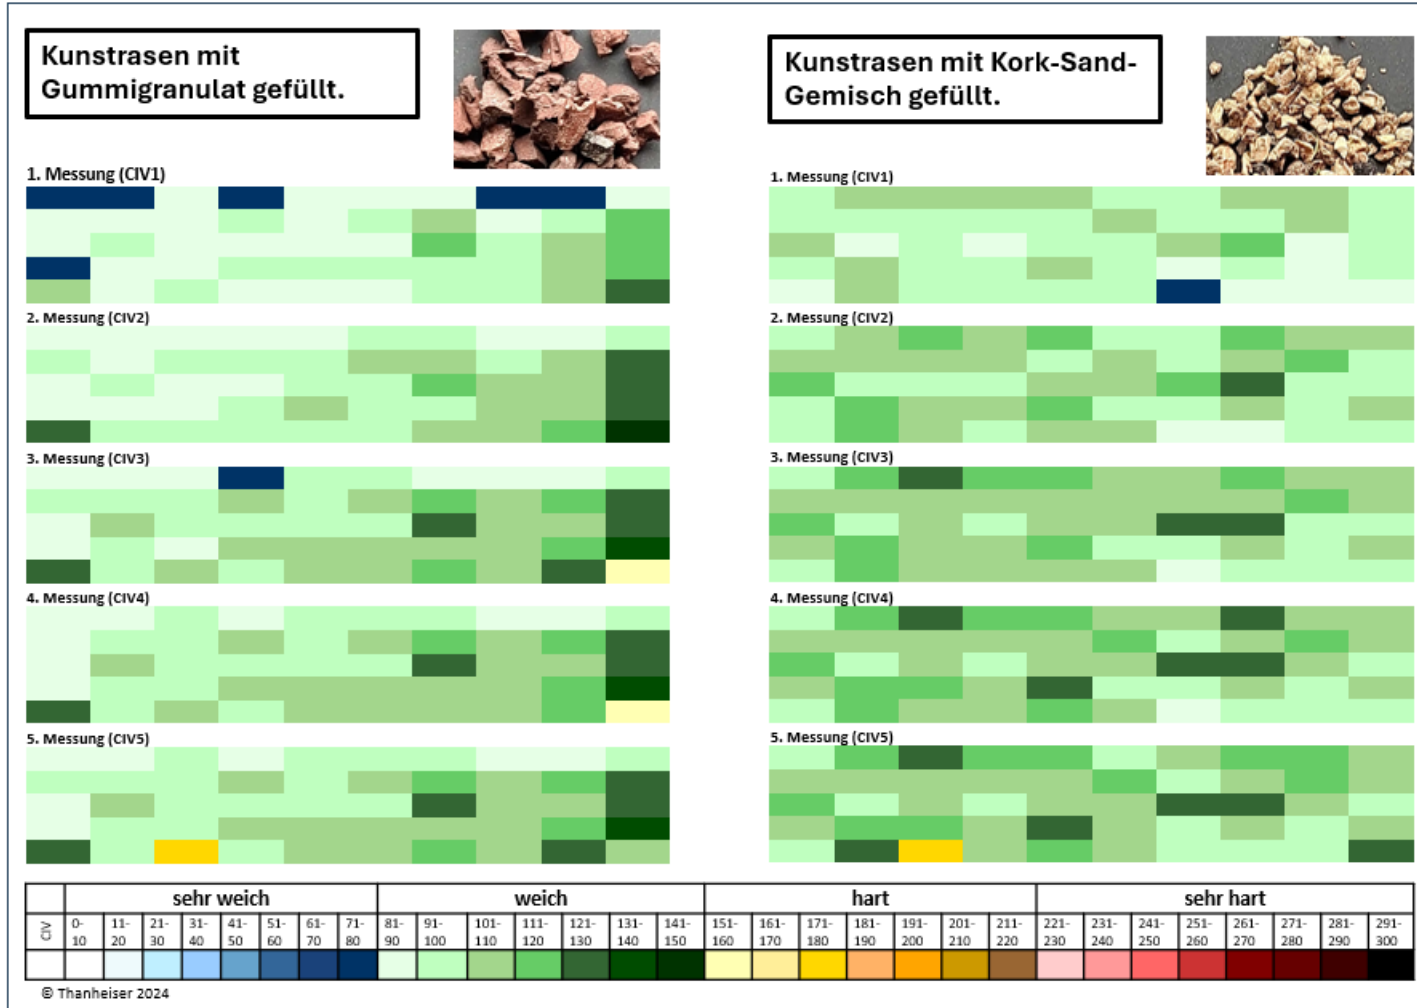 Kunstrasen mit
Gummigranulat gefüllt.
Kunstrasen mit Kork-Sand-
Gemisch gefüllt.
1. Messung (CIV1)
2. Messung (CIV2)
3. Messung (CIV3)
4. Messung (CIV4)
5. Messung (CIV5)
1. Messung (CIV1)
2. Messung (CIV2)
3. Messung (CIV3)
4. Messung (CIV4)
5. Messung (CIV5)
sehr weich weich hart sehr hart
CIV 0- 11- 21- 31- 41- 51- 61- 71- 81- 91- 101- 111- 121- 131- 141- 151- 161- 171- 181- 191- 201- 211- 221- 231- 241- 251- 261- 271- 281- 291-
10 20 30 40 50 60 70 80 90 100 110 120 130 140 150 160 170 180 190 200 210 220 230 240 250 260 270 280 290 300
© Thanheiser 2024